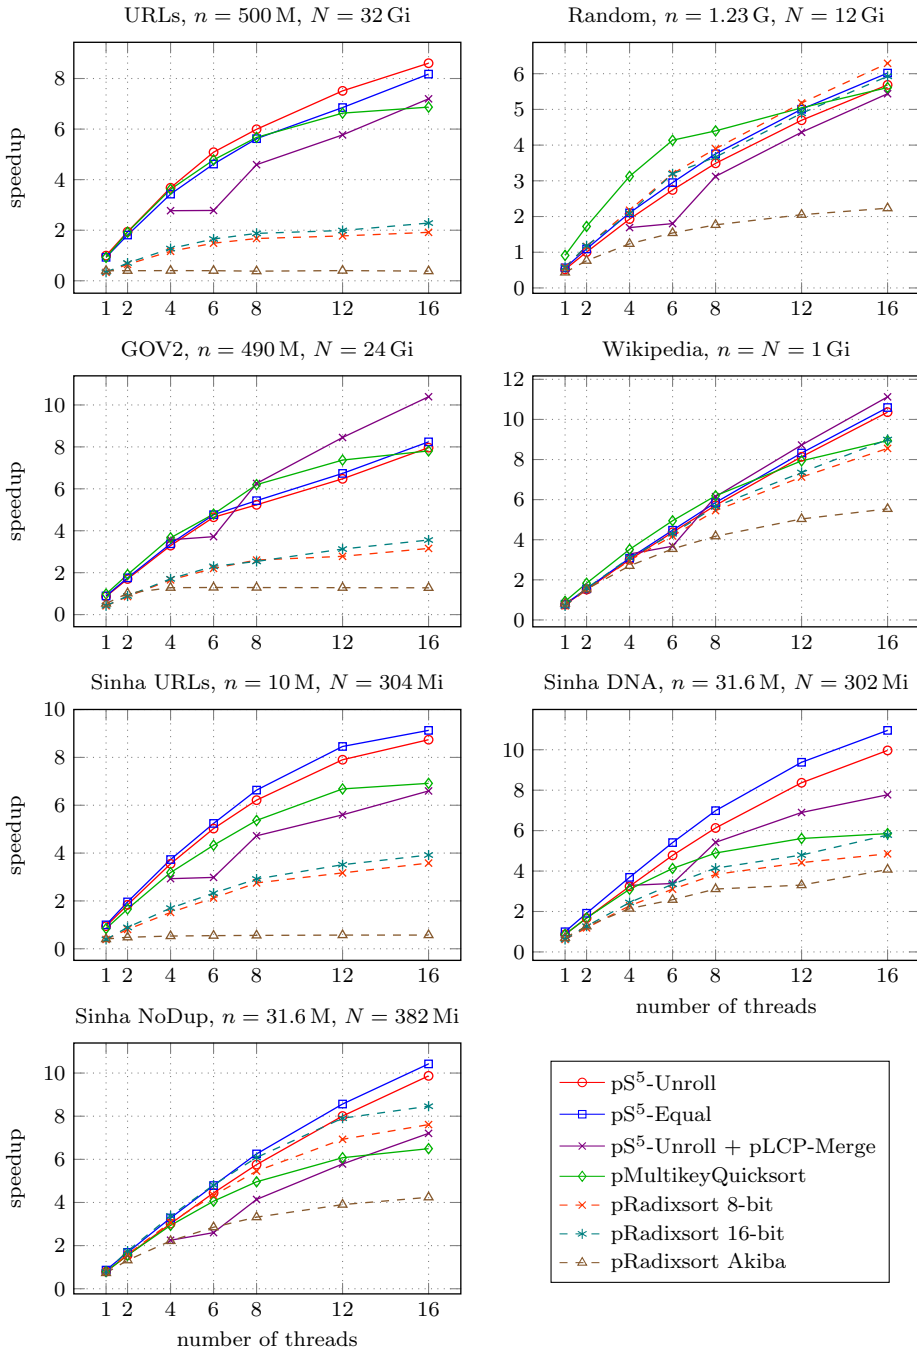 URLs, n = 500 M, N = 32 Gi
speedup
8
6
4
2
0
1 2 4 6 8 12 16
Random, n = 1.23 G, N = 12 Gi
6
5
4
3
2
1
0
1 2 4 6 8 12 16
GOV2, n = 490 M, N = 24 Gi
speedup
10
8
6
4
2
0
1 2 4 6 8 12 16
Wikipedia, n = N = 1 Gi
12
10
8
6
4
2
0
1 2 4 6 8 12 16
Sinha URLs, n = 10 M, N = 304 Mi
speedup
10
8
6
4
2
0
1 2 4 6 8 12 16
Sinha DNA, n = 31.6 M, N = 302 Mi
10
8
6
4
2
0
1 2 4 6 8 12 16
number of threads
Sinha NoDup, n = 31.6 M, N = 382 Mi
speedup
10
8
6
4
2
0
1 2 4 6 8 12 16
number of threads
pS⁵-Unroll
pS⁵-Equal
pS⁵-Unroll + pLCP-Merge
pMultikeyQuicksort
pRadixsort 8-bit
pRadixsort 16-bit
pRadixsort Akiba